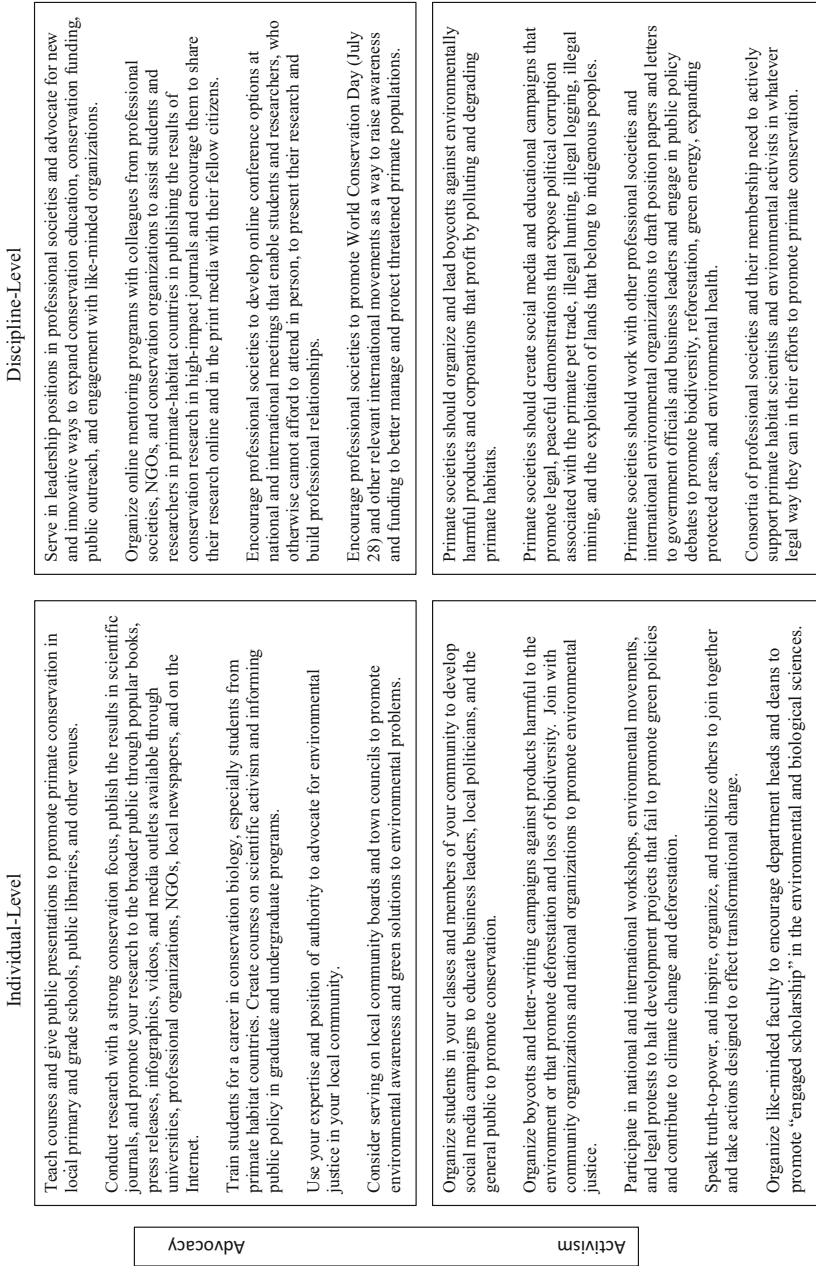 Individual-Level
Discipline-Level
Advocacy
Teach courses and give public presentations to promote primate conservation in
local primary and grade schools, public libraries, and other venues.
Conduct research with a strong conservation focus, publish the results in scientific
journals, and promote your research to the broader public through popular books,
press releases, infographics, videos, and media outlets available through
universities, professional organizations, NGOs, local newspapers, and on the
Internet.
Train students for a career in conservation biology, especially students from
primate habitat countries. Create courses on scientific activism and informing
public policy in graduate and undergraduate programs.
Use your expertise and position of authority to advocate for environmental
justice in your local community.
Consider serving on local community boards and town councils to promote
environmental awareness and green solutions to environmental problems.
Serve in leadership positions in professional societies and advocate for new
and innovative ways to expand conservation education, conservation funding,
public outreach, and engagement with like-minded organizations.
Organize online mentoring programs with colleagues from professional
societies, NGOs, and conservation organizations to assist students and
researchers in primate-habitat countries in publishing the results of
conservation research in high-impact journals and encourage them to share
their research online and in the print media with their fellow citizens.
Encourage professional societies to develop online conference options at
national and international meetings that enable students and researchers, who
otherwise cannot afford to attend in person, to present their research and
build professional relationships.
Encourage professional societies to promote World Conservation Day (July
28) and other relevant international movements as a way to raise awareness
and funding to better manage and protect threatened primate populations.
Activism
Organize students in your classes and members of your community to develop
social media campaigns to educate business leaders, local politicians, and the
general public to promote conservation.
Organize boycotts and letter-writing campaigns against products harmful to the
environment or that promote deforestation and loss of biodiversity. Join with
community organizations and national organizations to promote environmental
justice.
Participate in national and international workshops, environmental movements,
and legal protests to halt development projects that fail to promote green policies
and contribute to climate change and deforestation.
Speak truth-to-power, and inspire, organize, and mobilize others to join together
and take actions designed to effect transformational change.
Organize like-minded faculty to encourage department heads and deans to
promote “engaged scholarship” in the environmental and biological sciences.
Primate societies should organize and lead boycotts against environmentally
harmful products and corporations that profit by polluting and degrading
primate habitats.
Primate societies should create social media and educational campaigns that
promote legal, peaceful demonstrations that expose political corruption
associated with the primate pet trade, illegal hunting, illegal logging, illegal
mining, and the exploitation of lands that belong to indigenous peoples.
Primate societies should work with other professional societies and
international environmental organizations to draft position papers and letters
to government officials and business leaders and engage in public policy
debates to promote biodiversity, reforestation, green energy, expanding
protected areas, and environmental health.
Consortia of professional societies and their membership need to actively
support primate habitat scientists and environmental activists in whatever
legal way they can in their efforts to promote primate conservation.